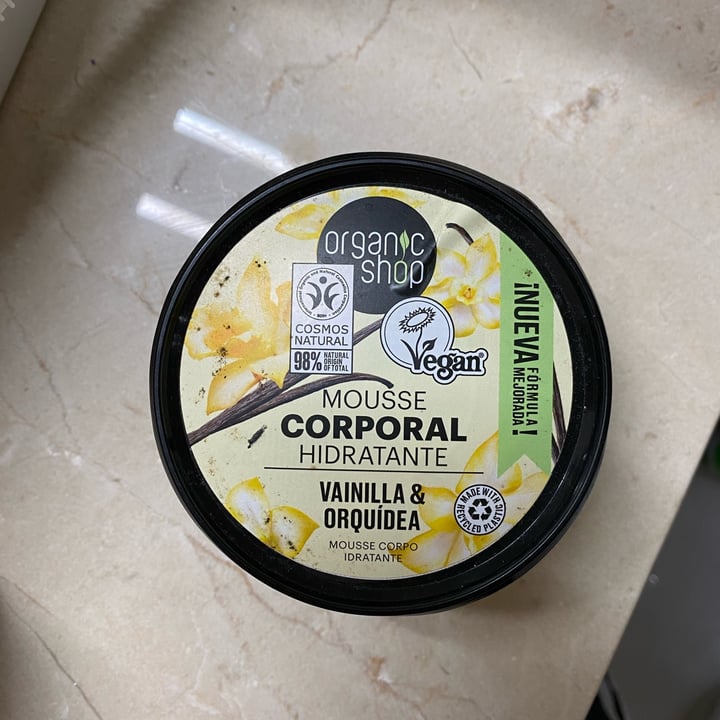 organic
shop
COSMOS
NATURAL
98% NATURAL
ORIGIN
OF TOTAL
Vegan
¡NUEVA
FÓRMULA
MEJORADA!
MOUSSE
CORPORAL
HIDRATANTE
VAINILLA &
ORQUÍDEA
MADE WITH
RECYCLED PLASTIC
MOUSSE CORPO
IDRATANTE